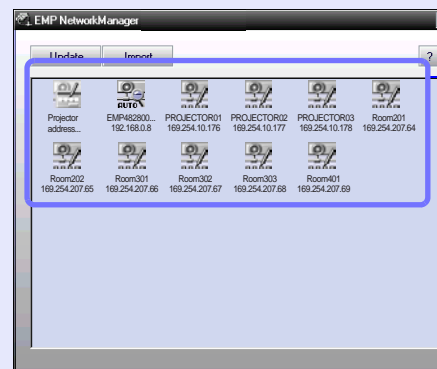 EMP NetworkManager
Update Import ?
AUTO
Projector EMP482800... PROJECTOR01 PROJECTOR02 PROJECTOR03 Room201
address... 192.168.0.8 169.254.10.176 169.254.10.177 169.254.10.178 169.254.207.64
Room202 Room301 Room302 Room303 Room401
169.254.207.65 169.254.207.66 169.254.207.67 169.254.207.68 169.254.207.69